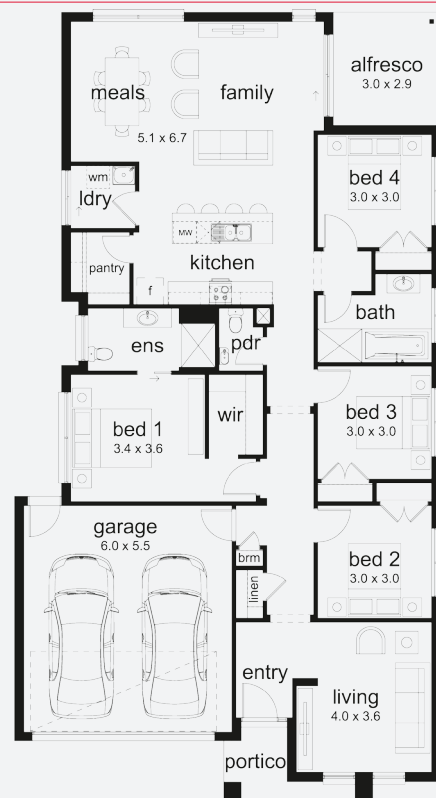 alfresco
3.0 x 2.9
meals
family
5.1 x 6.7
wm
ldry
bed 4
3.0 x 3.0
MW
kitchen
pantry
f
bath
ens
pdr
wir
bed 1
3.4 x 3.6
bed 3
3.0 x 3.0
garage
6.0 x 5.5
brm
bed 2
3.0 x 3.0
linen
entry
living
4.0 x 3.6
portico